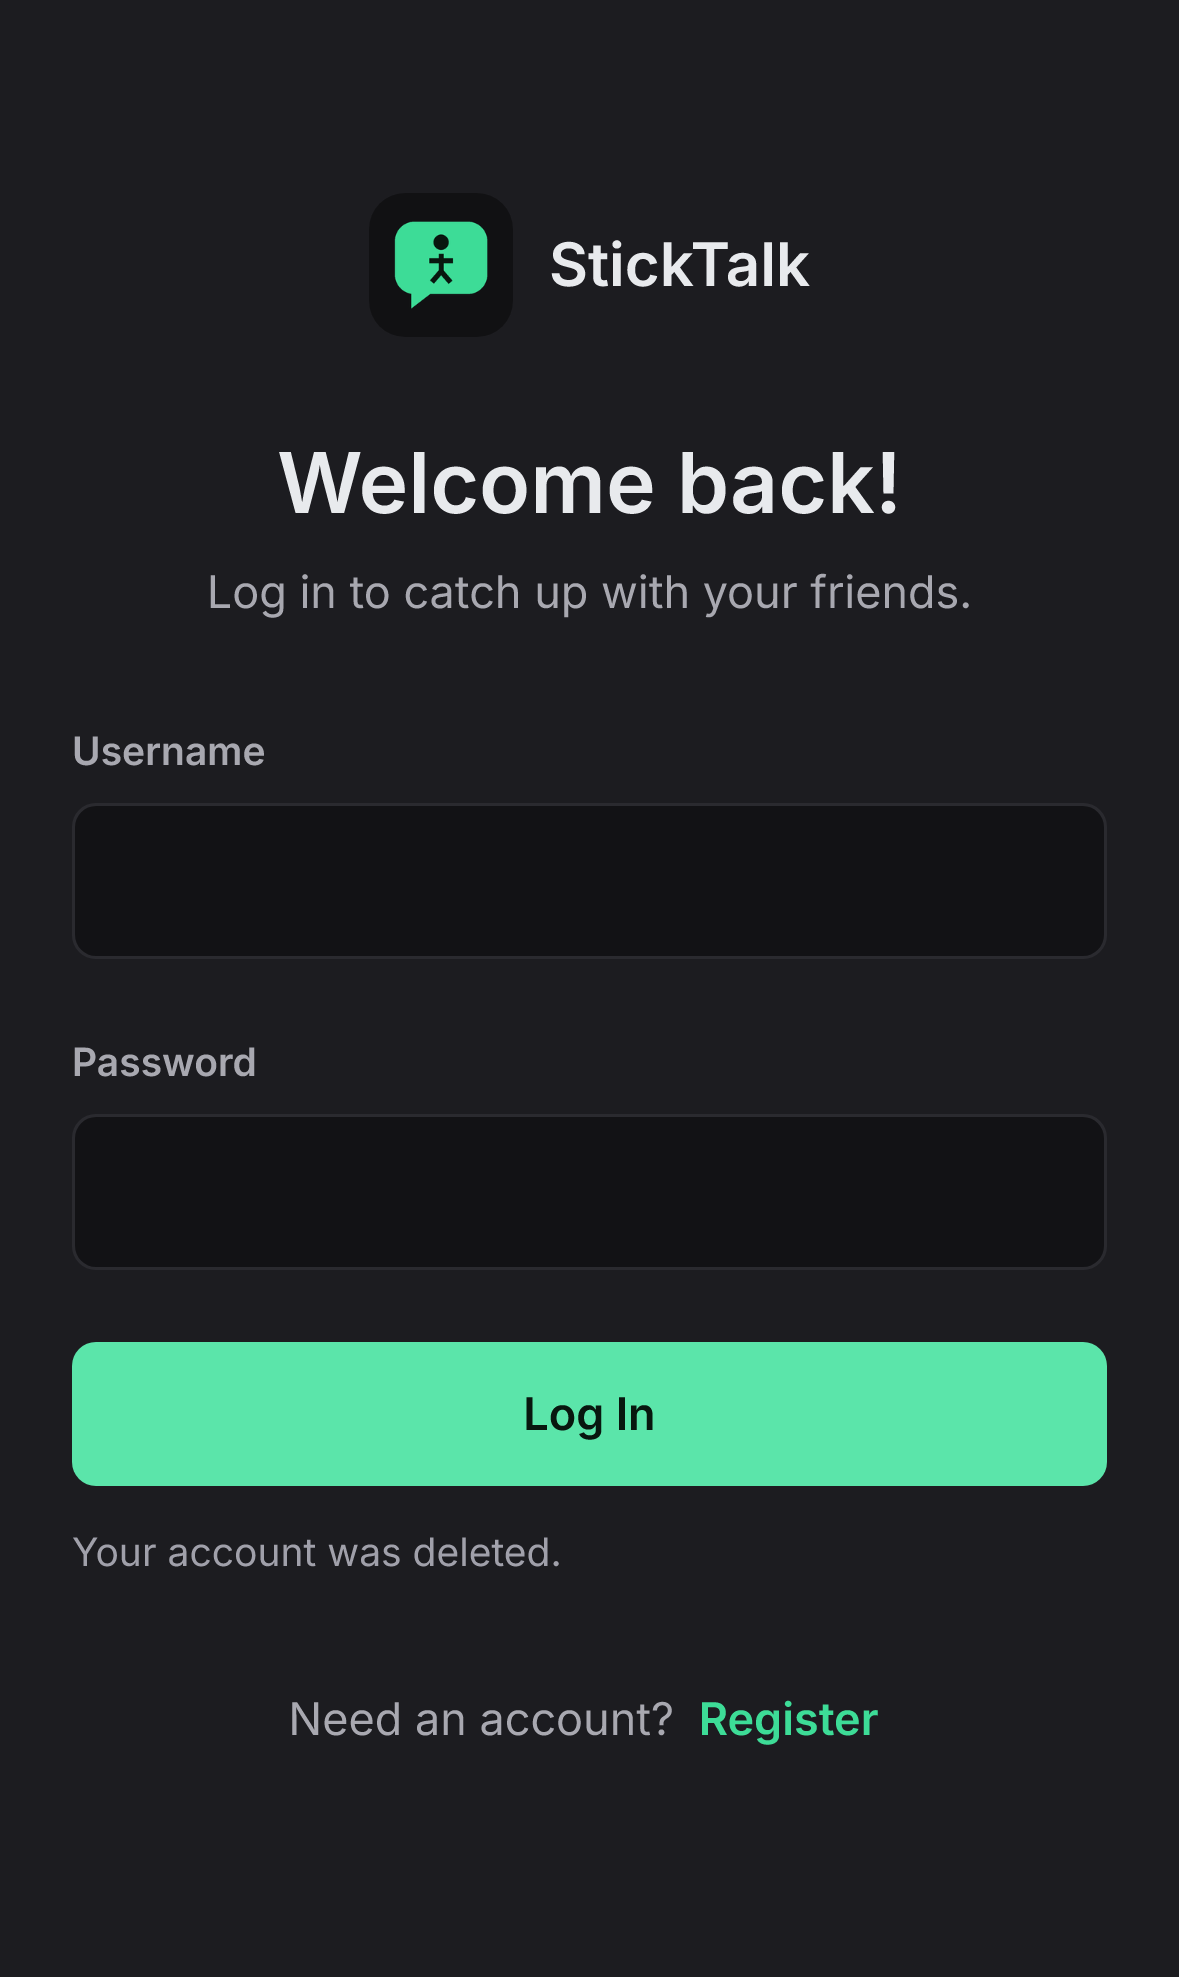 StickTalk
Welcome back!
Log in to catch up with your friends.
Username
Password
Log In
Your account was deleted.
Need an account? Register